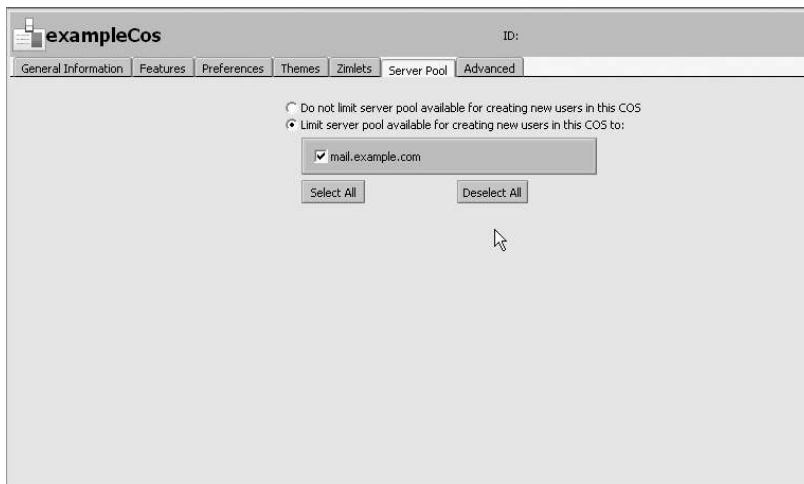 exampleCos ID:
General Information Features Preferences Themes Zimlets Server Pool Advanced
Do not limit server pool available for creating new users in this COS
Limit server pool available for creating new users in this COS to:
mail.example.com
Select All Deselect All